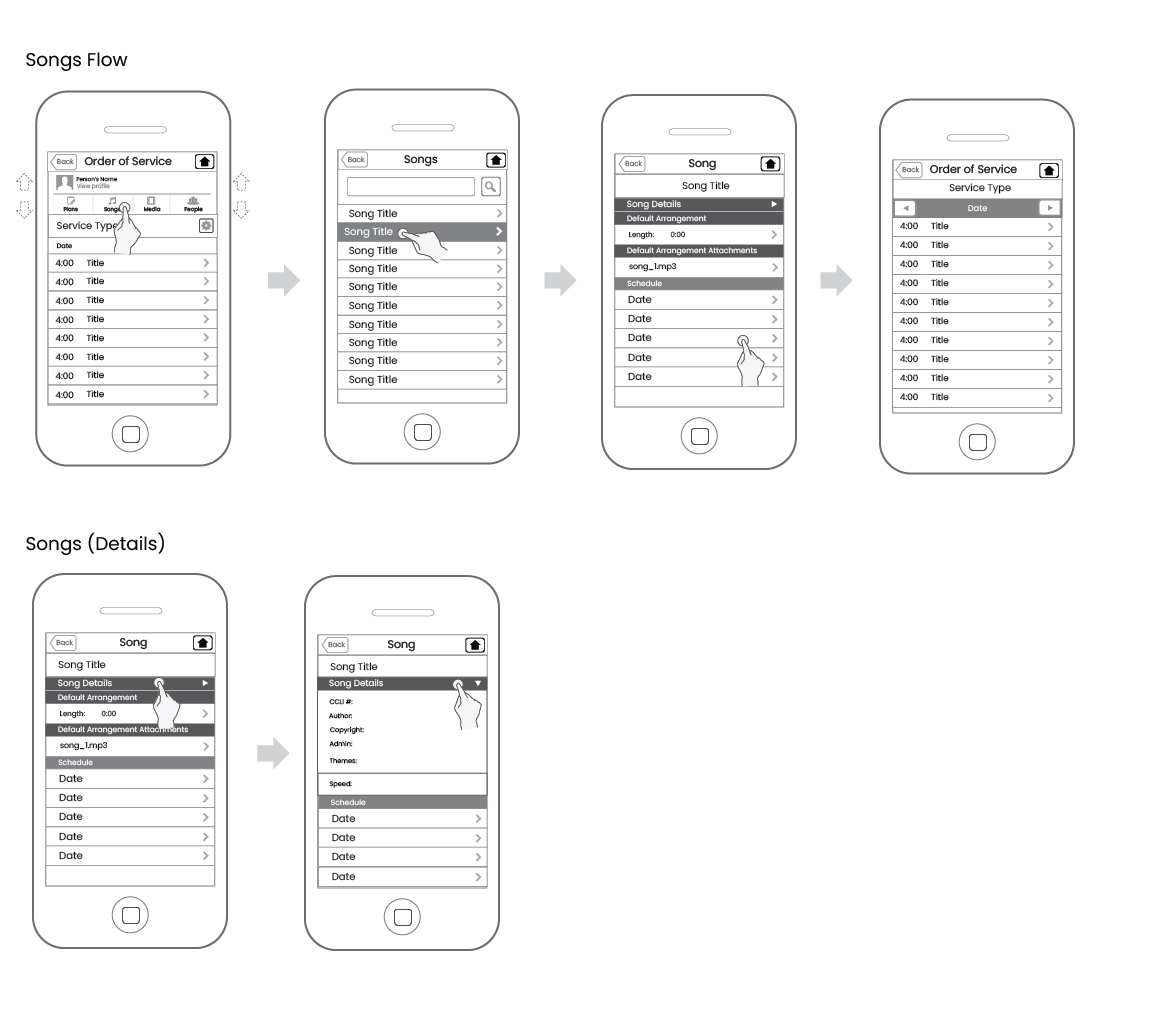 Songs Flow
Back Order of Service
Person's Name
view profile
Plans Songs Media People
Service Type
Date
4:00 Title
4:00 Title
4:00 Title
4:00 Title
4:00 Title
4:00 Title
4:00 Title
4:00 Title
Back Songs
Song Title
Song Title
Song Title
Song Title
Song Title
Song Title
Song Title
Song Title
Song Title
Song Title
Back Song
Song Title
Song Details
Default Arrangement
Length: 0:00
Default Arrangement Attachments
song_1.mp3
Schedule
Date
Date
Date
Date
Date
Back Order of Service
Service Type
Date
4:00 Title
4:00 Title
4:00 Title
4:00 Title
4:00 Title
4:00 Title
4:00 Title
4:00 Title
4:00 Title
4:00 Title
Songs (Details)
Back Song
Song Title
Song Details
Default Arrangement
Length: 0:00
Default Arrangement Attachments
song_1.mp3
Schedule
Date
Date
Date
Date
Date
Back Song
Song Title
Song Details
CCLI #:
Author:
Copyright:
Admin:
Themes:
Speed:
Schedule
Date
Date
Date
Date